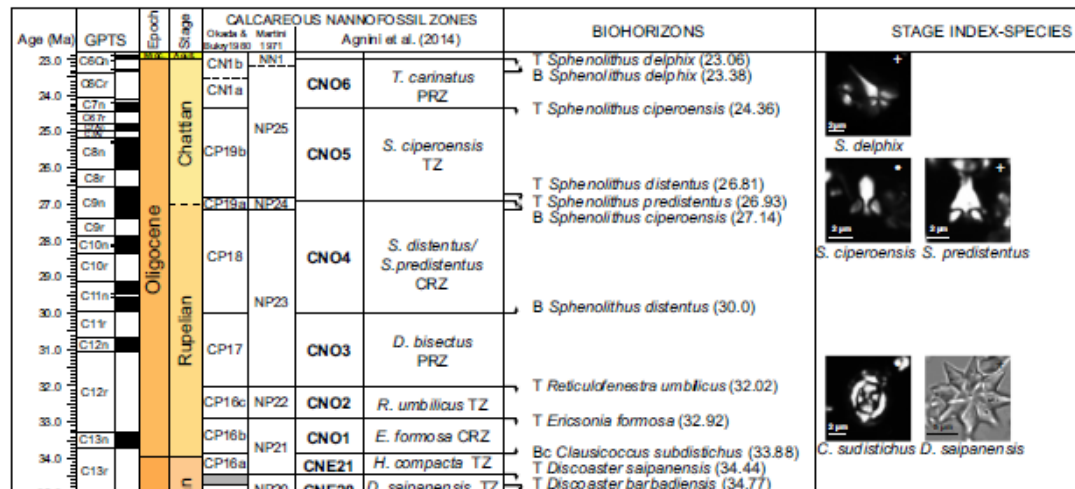 CALCAREOUS NANNOFOSSIL ZONES
BIOHORIZONS
STAGE INDEX-SPECIES
Age (Ma)
GPTS
Epoch
Stage
Okada &
Bukry1980
Martini
1971
Agnini et al. (2014)
23.0
24.0
25.0
26.0
27.0
28.0
29.0
30.0
31.0
32.0
33.0
34.0
C6Cn
C6Cr
C7n
C8n
C8r
C9n
C9r
C10n
C10r
C11n
C11r
C12n
C12r
C13n
C13r
Oligocene
Chattian
Rupelian
CN1b
CN1a
CP19b
CP19a
CP18
CP17
CP16c
CP16b
CP16a
NN1
NP25
NP24
NP23
NP22
NP21
NP20
CNO6
CNO5
CNO4
CNO3
CNO2
CNO1
CNE21
CNE20
T. carinatus
PRZ
S. ciperoensis
TZ
S. distentus/
S.predistentus
CRZ
D. bisectus
PRZ
R. umbilicus TZ
E. formosa CRZ
H. compacta TZ
D. saipanensis TZ
T Sphenolithus delphix (23.06)
B Sphenolithus delphix (23.38)
T Sphenolithus ciperoensis (24.36)
T Sphenolithus distentus (26.81)
T Sphenolithus predistentus (26.93)
B Sphenolithus ciperoensis (27.14)
B Sphenolithus distentus (30.0)
T Reticulofenestra umbilicus (32.02)
T Ericsonia formosa (32.92)
Bc Clausicoccus subdistichus (33.88)
T Discoaster saipanensis (34.44)
T Discoaster barbadiensis (34.77)
2µm
S. delphix
2µm
2µm
S. ciperoensis S. predistentus
C. sudistichus D. saipanensis